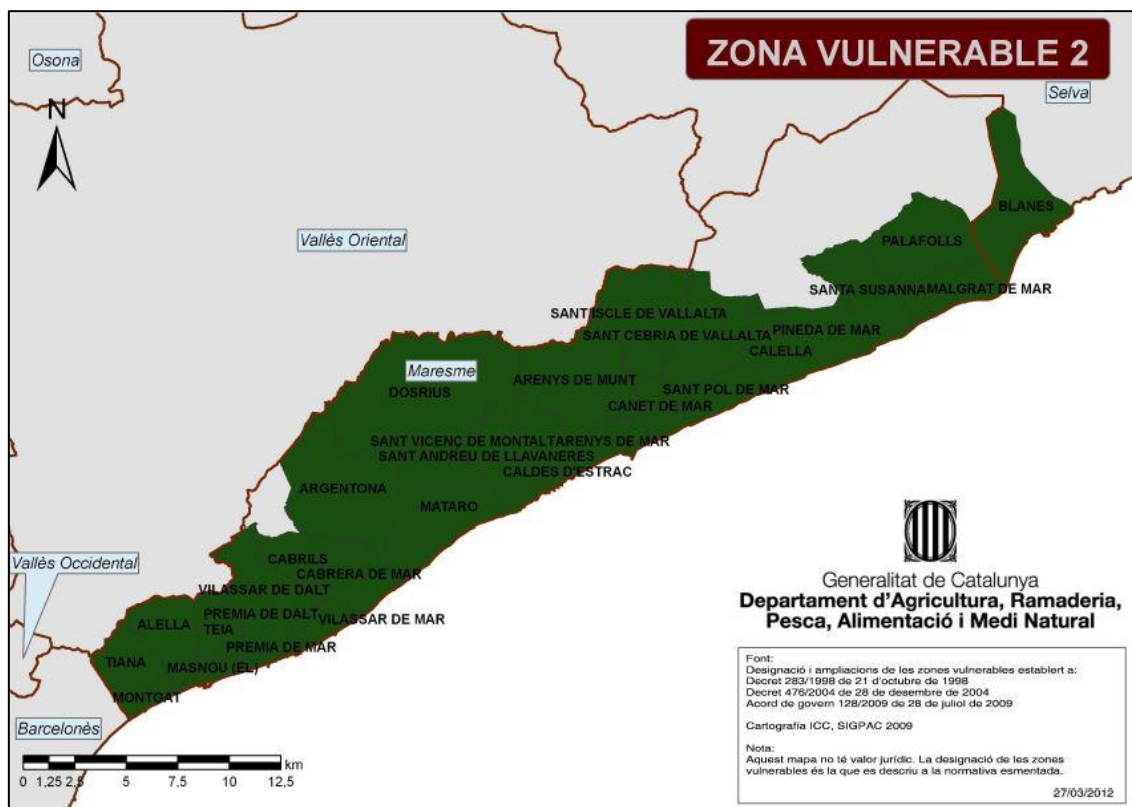 ZONA VULNERABLE 2
Osona
Selva
N
BLANES
Vallès Oriental
PALAFOLLS
SANTA SUSANNA
MALGRAT DE MAR
SANT ISCLE DE VALLALTA
SANT CEBRIA DE VALLALTA
PINEDA DE MAR
CALELLA
Maresme
ARENYS DE MUNT
DOSRIUS
SANT POL DE MAR
CANET DE MAR
SANT VICENÇ DE MONTALT
ARENYS DE MAR
SANT ANDREU DE LLAVANERES
CALDES D'ESTRAC
ARGENTONA
MATARO
CABRILS
Vallès Occidental
CABRERA DE MAR
VILASSAR DE DALT
PREMIA DE DALT
VILASSAR DE MAR
ALELLA
TEIA
PREMIA DE MAR
TIANA
MASNOU (EL)
MONTGAT
Barcelonès
km
0 1,25 2,5 5 7,5 10 12,5
Generalitat de Catalunya
Departament d'Agricultura, Ramaderia,
Pesca, Alimentació i Medi Natural
Font:
Designació i ampliacions de les zones vulnerables establert a:
Decret 283/1998 de 21 d'octubre de 1998
Decret 476/2004 de 28 de desembre de 2004
Acord de govern 128/2009 de 28 de juliol de 2009
Cartografia ICC, SIGPAC 2009
Nota:
Aquest mapa no té valor jurídic. La designació de les zones
vulnerables és la que es descriu a la normativa esmentada.
27/03/2012